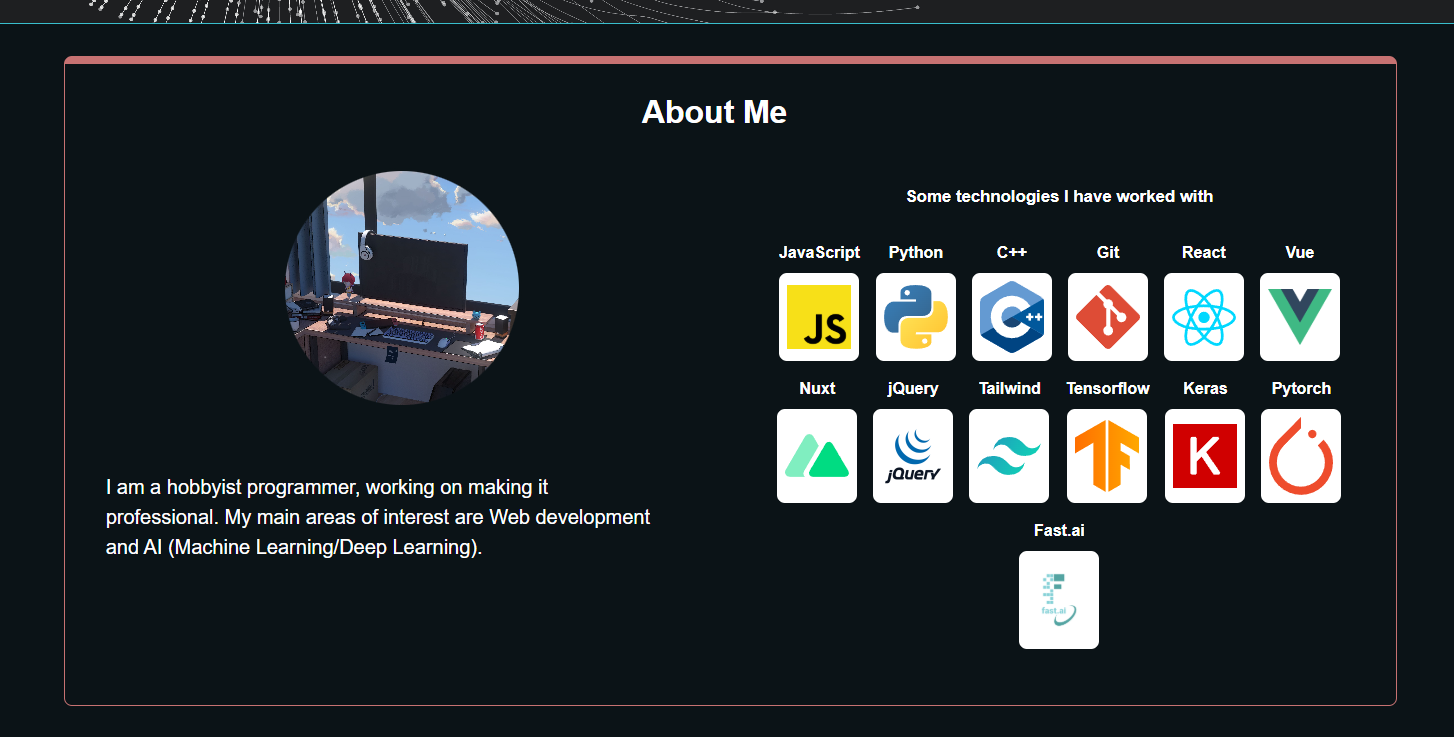 About Me
I am a hobbyist programmer, working on making it
professional. My main areas of interest are Web development
and AI (Machine Learning/Deep Learning).
Some technologies I have worked with
JavaScript Python C++ Git React Vue
JS C++
Nuxt jQuery Tailwind Tensorflow Keras Pytorch
jQuery TF K
Fast.ai
fast.ai